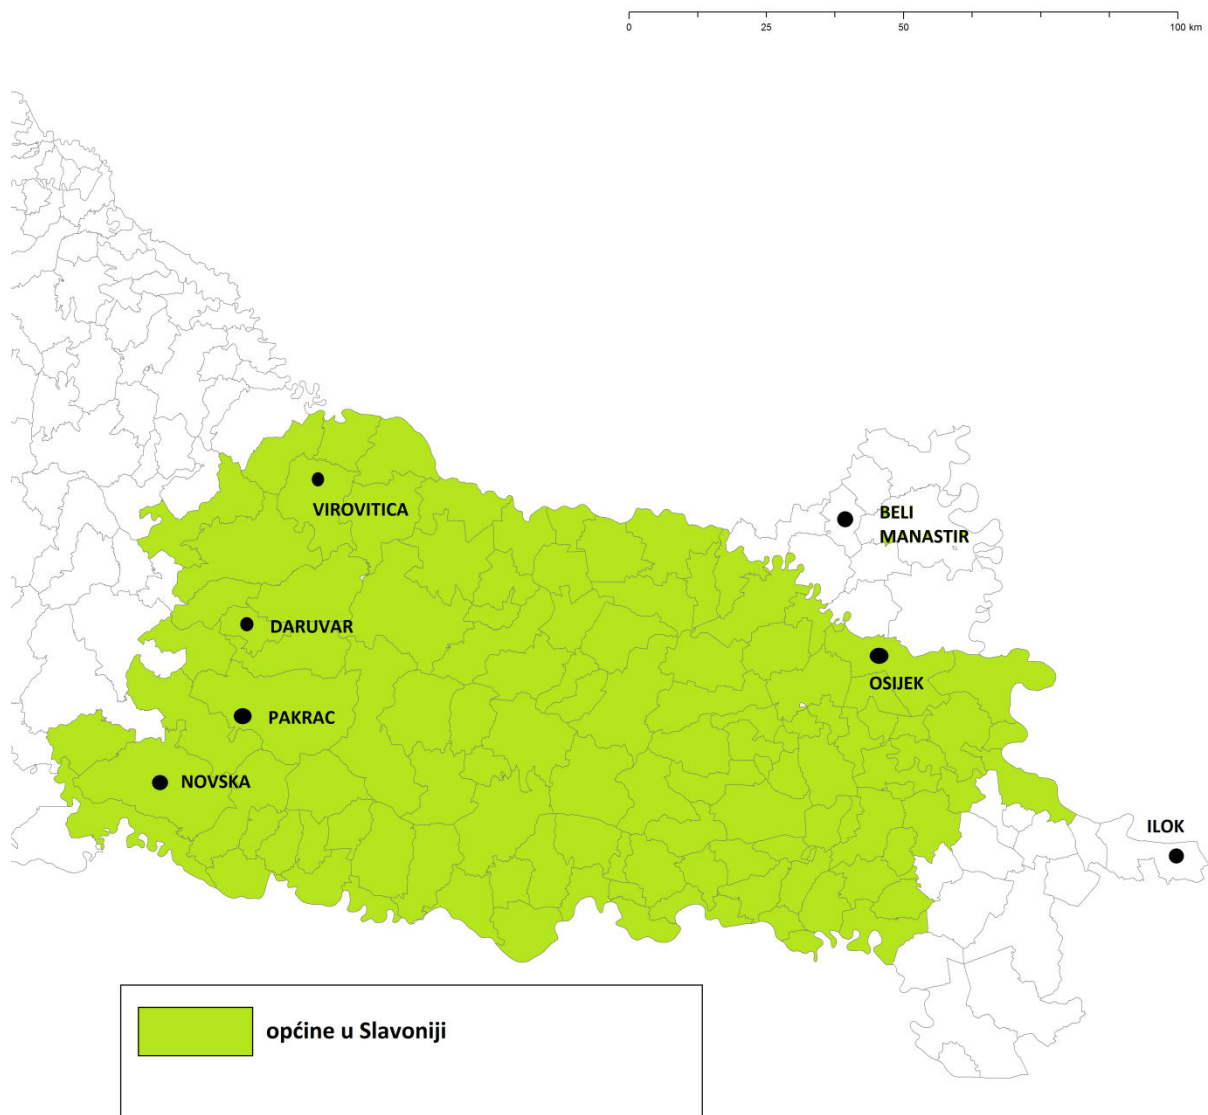 0 25 50 100 km
VIROVITICA
BELI
MANASTIR
DARUVAR
OSIJEK
PAKRAC
NOVSKA
ILOK
općine u Slavoniji